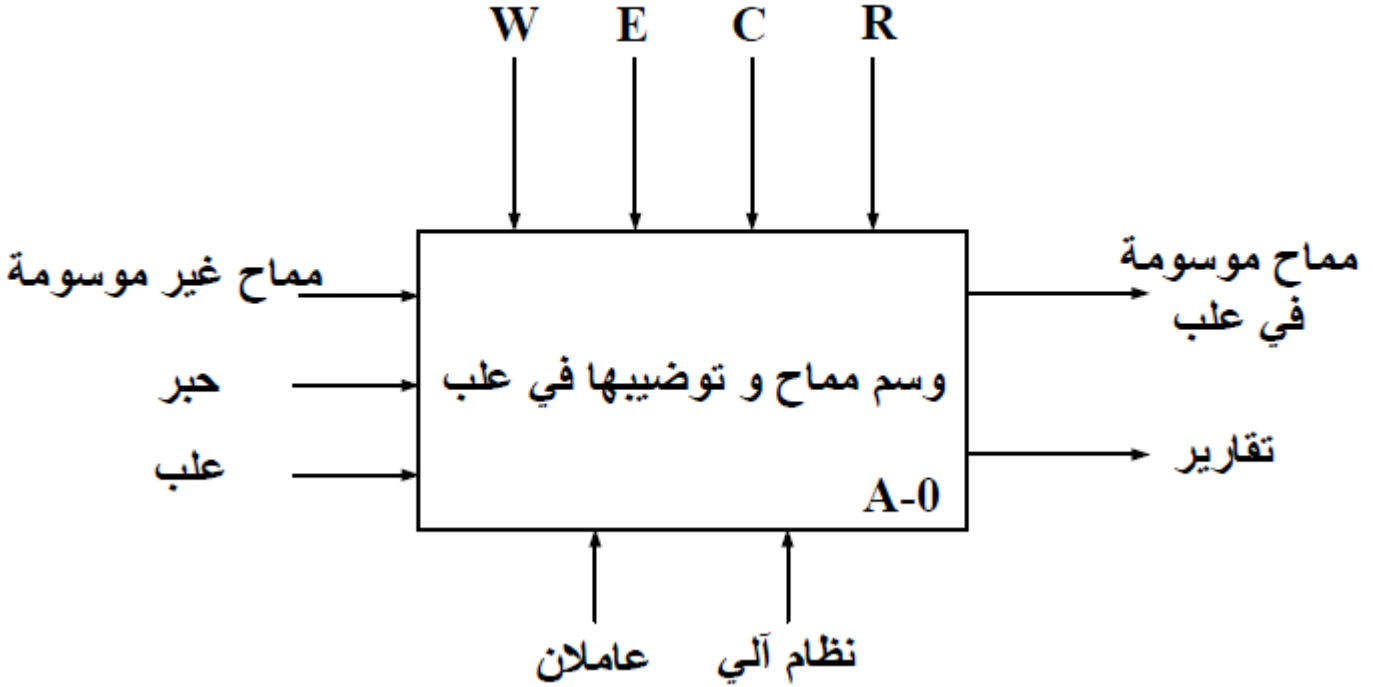 W E C R
مماح غير موسومة
حبر
علب
وسم مماح و توضيبها في علب
A-0
مماح موسومة
في علب
تقارير
عاملان
نظام آلي